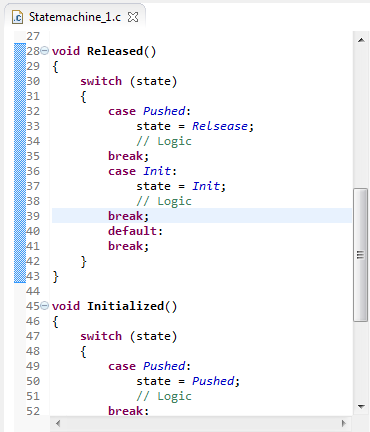 Statemachine_1.c
27
28 void Released()
29 {
30     switch (state)
31     {
32         case Pushed:
33             state = Relsease;
34             // Logic
35         break;
36         case Init:
37             state = Init;
38             // Logic
39         break;
40         default:
41         break;
42     }
43 }
44
45 void Initialized()
46 {
47     switch (state)
48     {
49         case Pushed:
50             state = Pushed;
51             // Logic
52         break: